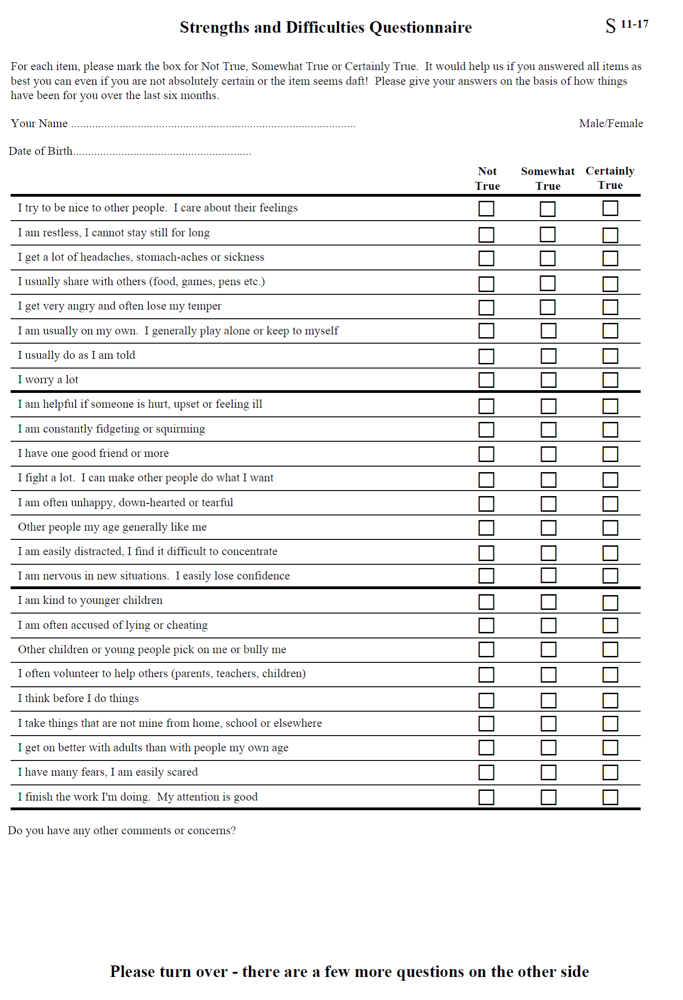 Strengths and Difficulties Questionnaire S 11-17
For each item, please mark the box for Not True, Somewhat True or Certainly True.  It would help us if you answered all items as
best you can even if you are not absolutely certain or the item seems daft!  Please give your answers on the basis of how things
have been for you over the last six months.
Your Name .............................................................................................. Male/Female
Date of Birth...........................................................
Not Somewhat Certainly
True True True
I try to be nice to other people.  I care about their feelings
I am restless, I cannot stay still for long
I get a lot of headaches, stomach-aches or sickness
I usually share with others (food, games, pens etc.)
I get very angry and often lose my temper
I am usually on my own.  I generally play alone or keep to myself
I usually do as I am told
I worry a lot
I am helpful if someone is hurt, upset or feeling ill
I am constantly fidgeting or squirming
I have one good friend or more
I fight a lot.  I can make other people do what I want
I am often unhappy, down-hearted or tearful
Other people my age generally like me
I am easily distracted, I find it difficult to concentrate
I am nervous in new situations.  I easily lose confidence
I am kind to younger children
I am often accused of lying or cheating
Other children or young people pick on me or bully me
I often volunteer to help others (parents, teachers, children)
I think before I do things
I take things that are not mine from home, school or elsewhere
I get on better with adults than with people my own age
I have many fears, I am easily scared
I finish the work I'm doing.  My attention is good
Do you have any other comments or concerns?
Please turn over - there are a few more questions on the other side